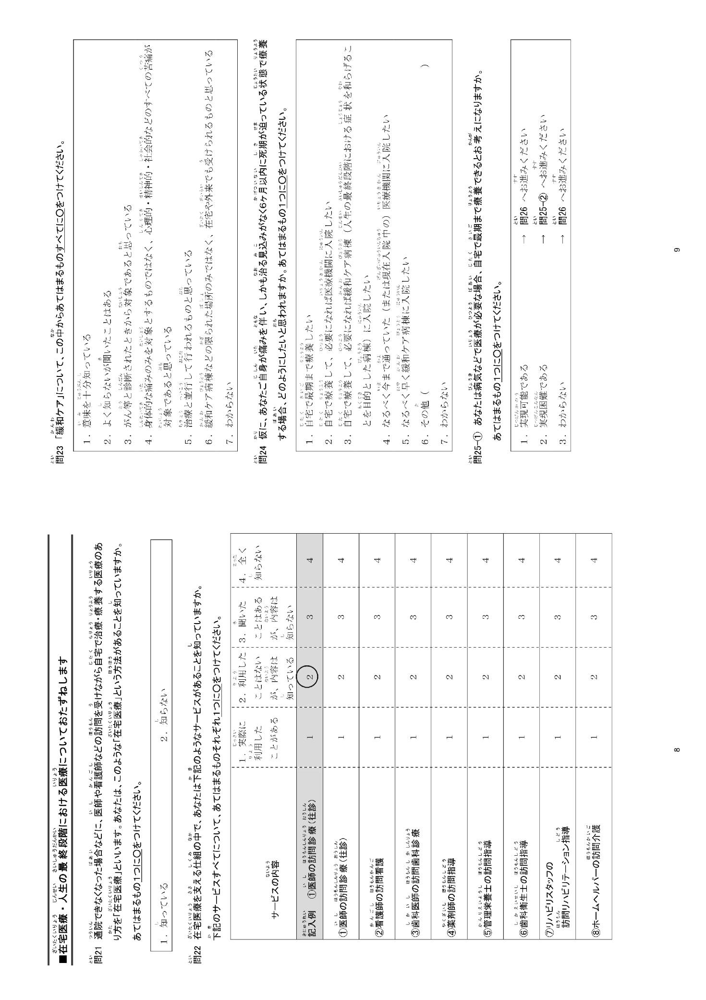 ■在宅医療・人生の最終段階における医療についておたずねします
問21 通院できなくなった場合などに、医師や看護師などの訪問を受けながら自宅で治療・療養する医療のあ
り方を「在宅医療」といいます。あなたは、このような「在宅医療」という方法があることを知っていますか。
あてはまるもの1つに〇をつけてください。
1．知っている 2．知らない
問22 在宅医療を支える仕組の中で、あなたは下記のようなサービスがあることを知っていますか。
下記のサービスすべてについて、あてはまるものそれぞれ1つに〇をつけてください。
サービスの内容
1．実際に
利用した
ことがある
2．利用した
ことはない
が、内容は
知っている
3．聞いた
ことはある
が、内容は
知らない
4．全く
知らない
記入例 ①医師の訪問診療（往診） 1 2 3 4
①医師の訪問診療（往診） 1 2 3 4
②看護師の訪問看護 1 2 3 4
③歯科医師の訪問歯科診療 1 2 3 4
④薬剤師の訪問指導 1 2 3 4
⑤管理栄養士の訪問指導 1 2 3 4
⑥歯科衛生士の訪問指導 1 2 3 4
⑦リハビリスタッフの
訪問リハビリテーション指導 1 2 3 4
⑧ホームヘルパーの訪問介護 1 2 3 4
8
問23 「緩和ケア」について、この中からあてはまるものすべてに〇をつけてください。
1．意味を十分知っている
2．よく知らないが聞いたことはある
3．がん等と診断されたときから対象であると思っている
4．身体的な痛みのみを対象とするものではなく、心理的・精神的・社会的などのすべての苦痛が
対象であると思っている
5．治療と並行して行われるものと思っている
6．緩和ケア病棟などの限られた場所のみではなく、在宅や外来でも受けられるものと思っている
7．わからない
問24 仮に、あなたご自身が痛みを伴い、しかも治る見込みがなく6ヶ月以内に死期が迫っている状態で療養
する場合、どのようにしたいと思われますか。あてはまるもの1つに〇をつけてください。
1．自宅で最期まで療養したい
2．自宅で療養して、必要になれば医療機関に入院したい
3．自宅で療養して、必要になれば緩和ケア病棟（人生の最終段階における症状を和らげるこ
とを目的とした病棟）に入院したい
4．なるべく今まで通っていた（または現在入院中の）医療機関に入院したい
5．なるべく早く緩和ケア病棟に入院したい
6．その他（ ）
7．わからない
問25-① あなたは病気などで医療が必要な場合、自宅で最期まで療養できるとお考えになりますか。
あてはまるもの1つに〇をつけてください。
1．実現可能である → 問26 へお進みください
2．実現困難である → 問25-② へお進みください
3．わからない → 問26 へお進みください
9